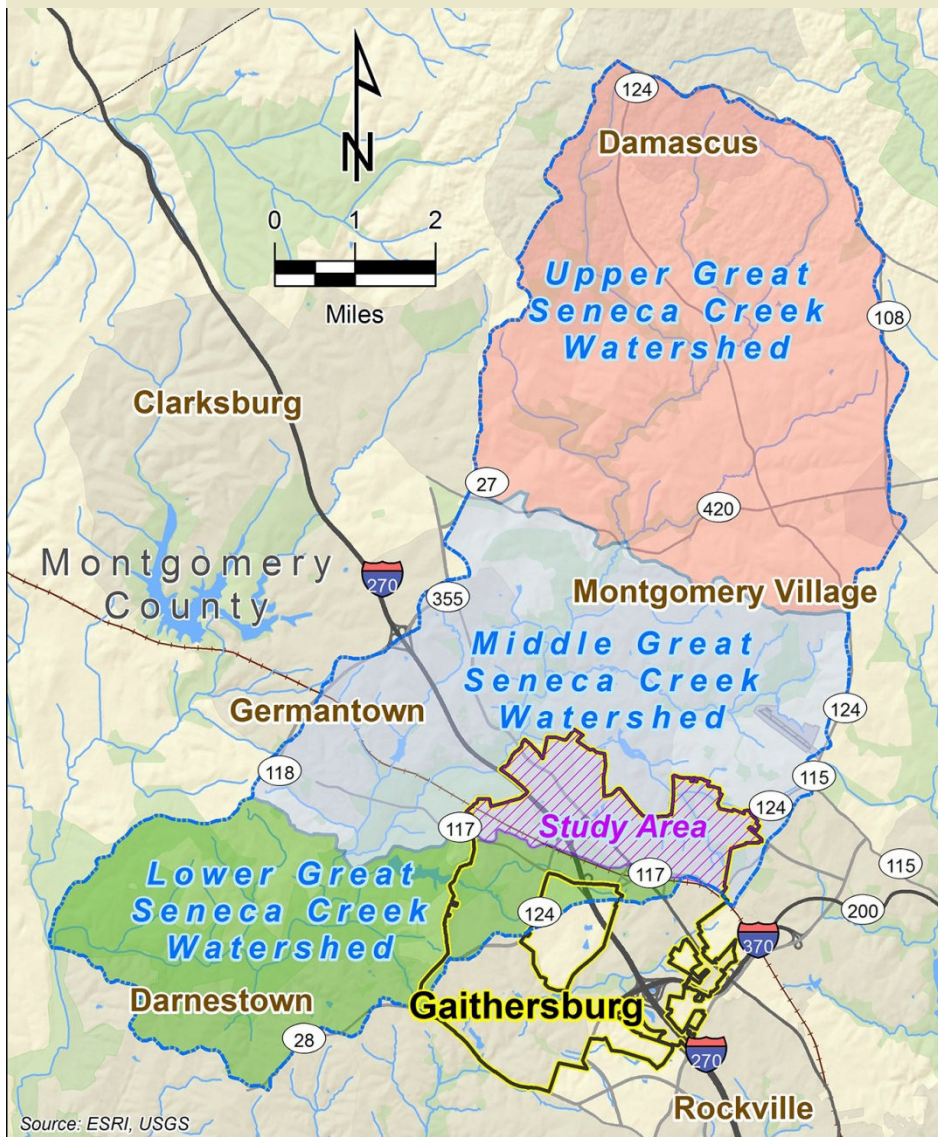 124
Damascus
N
0 1 2
Miles
Upper Great
Seneca Creek
Watershed
108
Clarksburg
27
420
Montgomery
County
270
355
Montgomery Village
Middle Great
Seneca Creek
Watershed
Germantown
124
118
115
124
117
Study Area
117
115
Lower Great
Seneca Creek
Watershed
124
200
370
Darnestown
Gaithersburg
28
270
Rockville
Source: ESRI, USGS